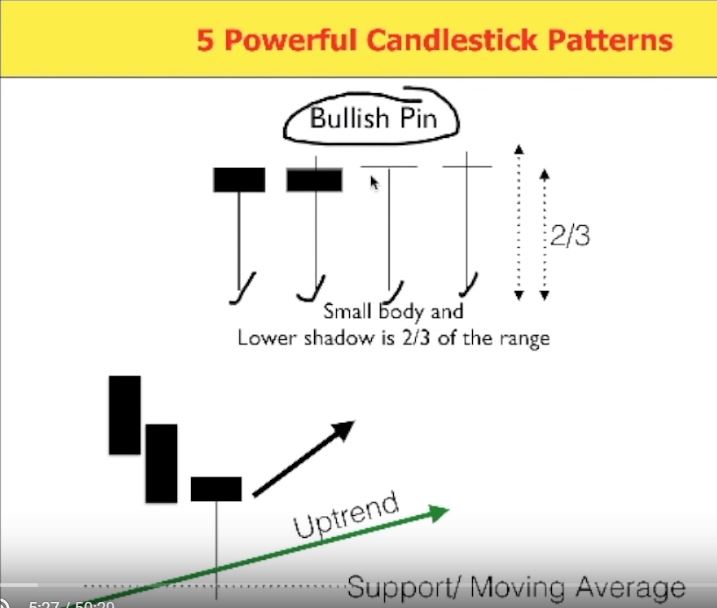 5 Powerful Candlestick Patterns
Bullish Pin
2/3
Small body and
Lower shadow is 2/3 of the range
Uptrend
Support/ Moving Average
5:27 / 50:20